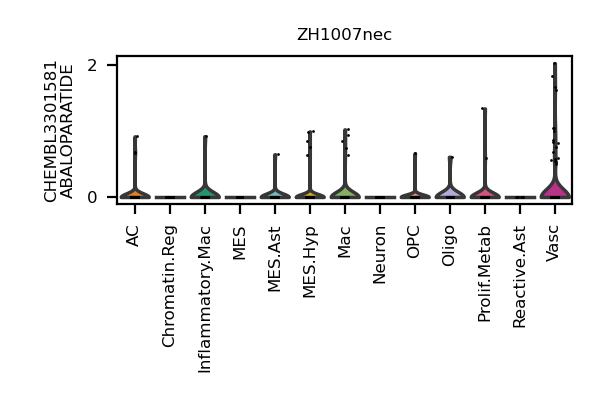 ZH1007nec
CHEMBL3301581
ABALOPARATIDE
2
0
AC
Chromatin.Reg
Inflammatory.Mac
MES
MES.Ast
MES.Hyp
Mac
Neuron
OPC
Oligo
Prolif.Metab
Reactive.Ast
Vasc